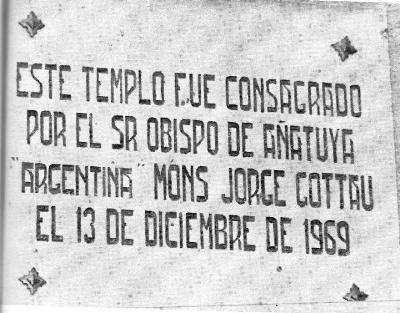 ESTE TEMPLO FUE CONSAGRADO
POR EL SR OBISPO DE AÑATUYA
"ARGENTINA" MONS JORGE GOTTAU
EL 13 DE DICIEMBRE DE 1969